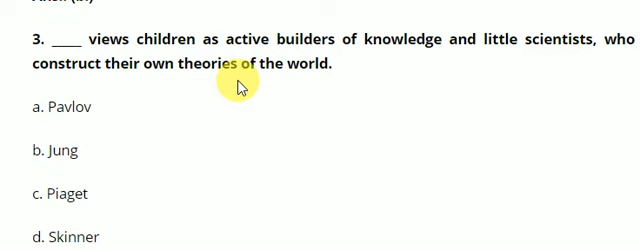 3. ____ views children as active builders of knowledge and little scientists, who
construct their own theories of the world.
a. Pavlov
b. Jung
c. Piaget
d. Skinner